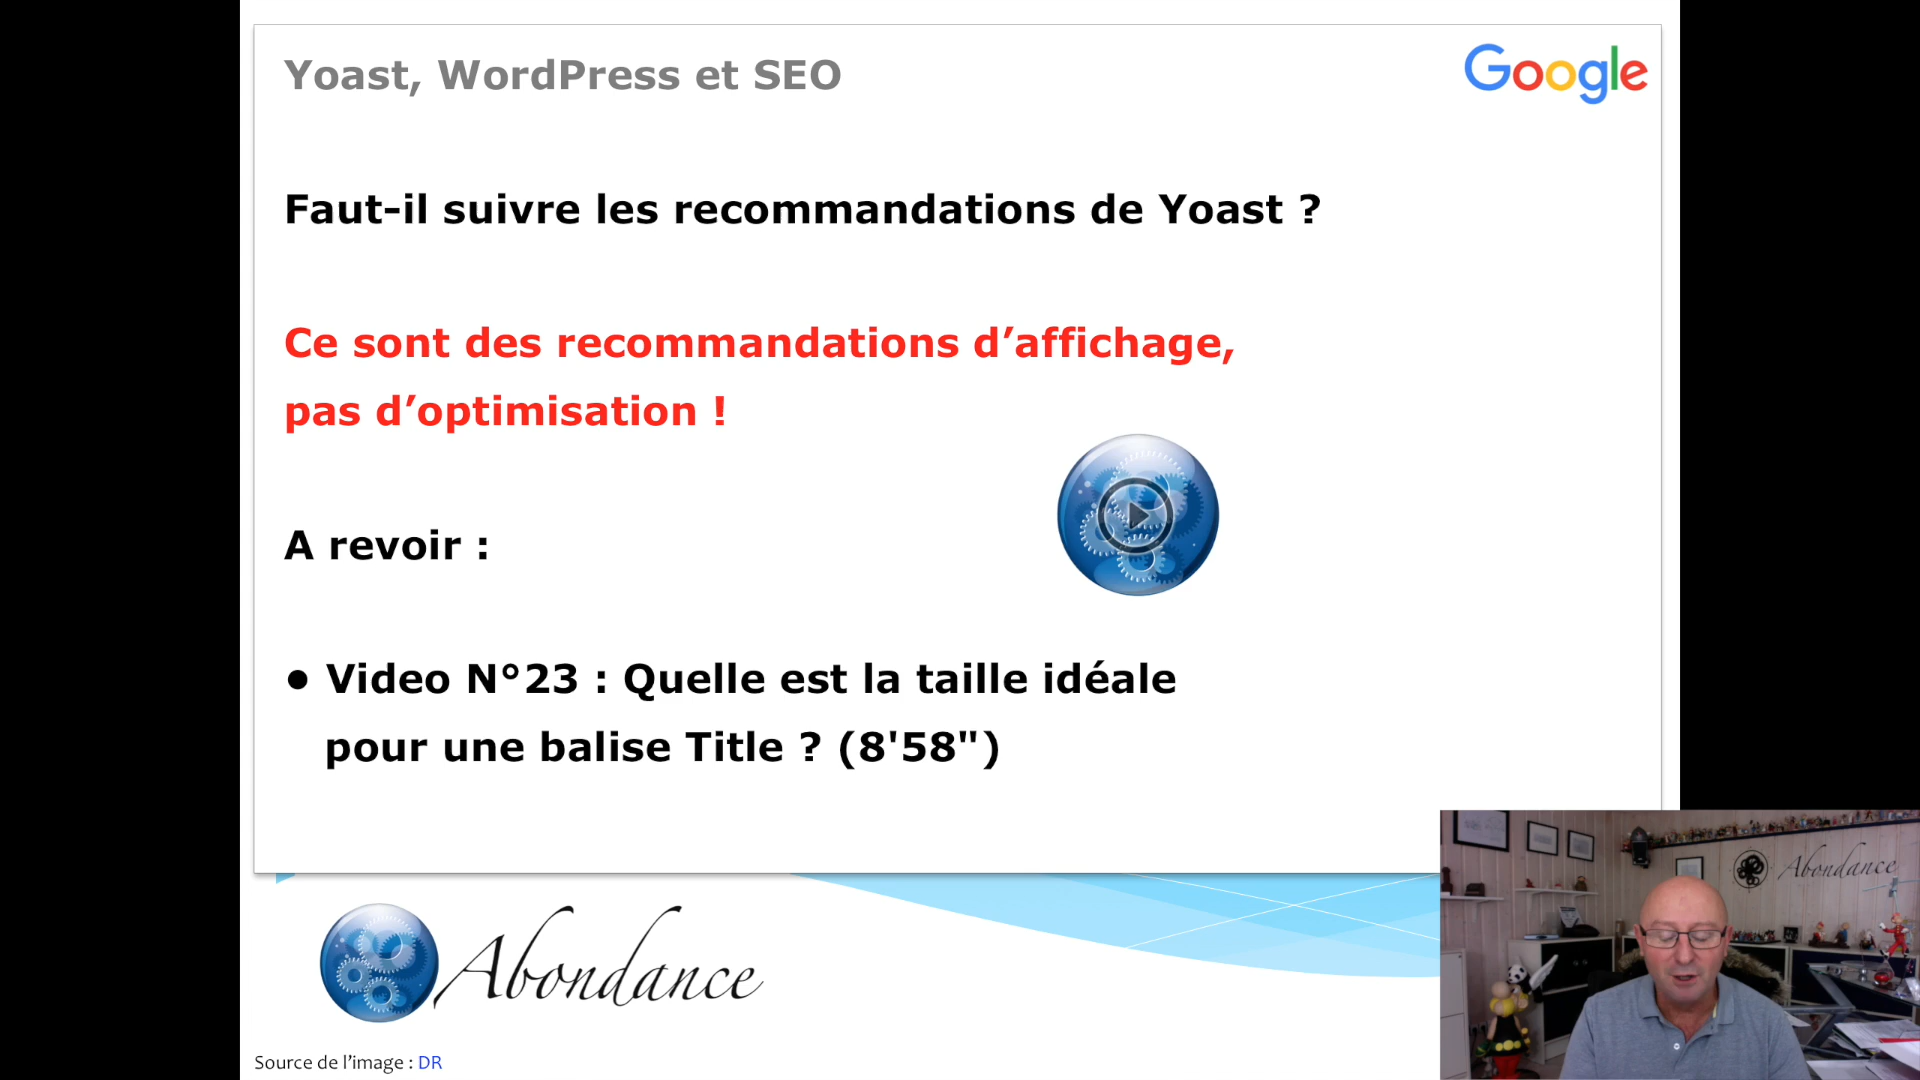 Yoast, WordPress et SEO
Google
Faut-il suivre les recommandations de Yoast ?
Ce sont des recommandations d’affichage,
pas d’optimisation !
A revoir :
• Video N°23 : Quelle est la taille idéale
pour une balise Title ? (8'58")
Abondance
Abondance
Source de l’image : DR